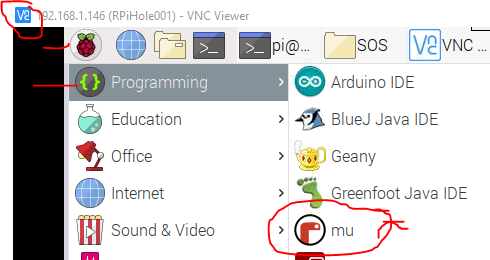 192.168.1.146 (RPiHole001) - VNC Viewer
pi@... SOS VNC ...
Programming
Education
Office
Internet
Sound & Video
Arduino IDE
BlueJ Java IDE
Geany
Greenfoot Java IDE
mu